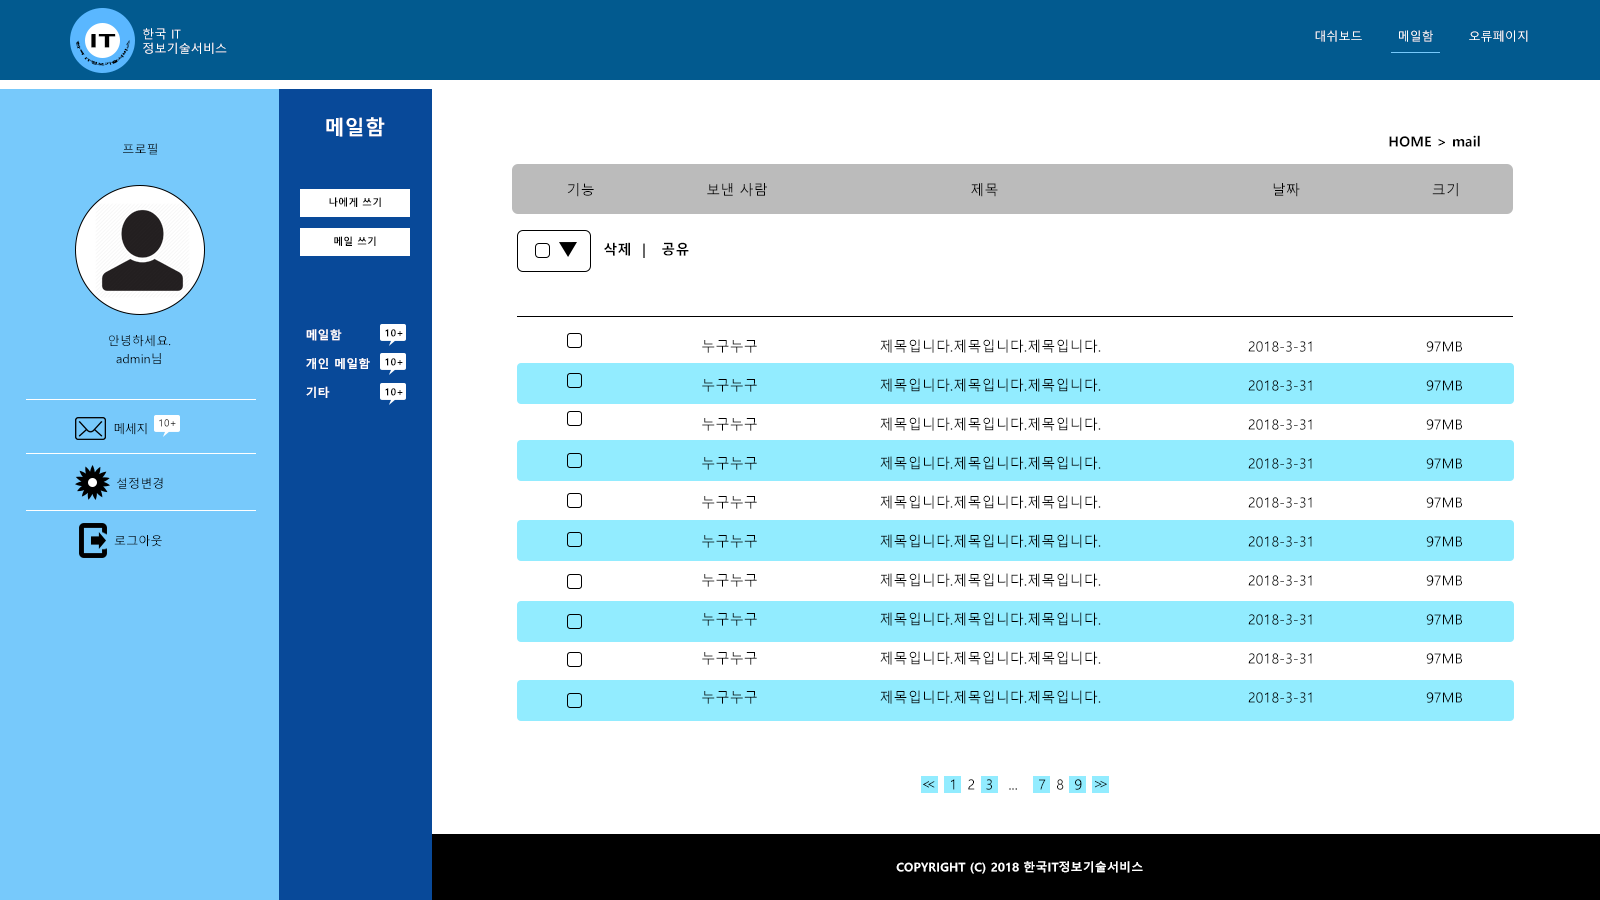 IT
한국 IT
정보기술서비스
대쉬보드 메일함 오류페이지
프로필
안녕하세요.
admin님
메세지 10+
설정변경
로그아웃
메일함
나에게 쓰기
메일 쓰기
메일함 10+
개인 메일함 10+
기타 10+
HOME > mail
기능 보낸 사람 제목 날짜 크기
삭제 | 공유
누구누구 제목입니다.제목입니다.제목입니다. 2018-3-31 97MB
누구누구 제목입니다.제목입니다.제목입니다. 2018-3-31 97MB
누구누구 제목입니다.제목입니다.제목입니다. 2018-3-31 97MB
누구누구 제목입니다.제목입니다.제목입니다. 2018-3-31 97MB
누구누구 제목입니다.제목입니다.제목입니다. 2018-3-31 97MB
누구누구 제목입니다.제목입니다.제목입니다. 2018-3-31 97MB
누구누구 제목입니다.제목입니다.제목입니다. 2018-3-31 97MB
누구누구 제목입니다.제목입니다.제목입니다. 2018-3-31 97MB
누구누구 제목입니다.제목입니다.제목입니다. 2018-3-31 97MB
누구누구 제목입니다.제목입니다.제목입니다. 2018-3-31 97MB
<< 1 2 3 ... 7 8 9 >>
COPYRIGHT (C) 2018 한국IT정보기술서비스